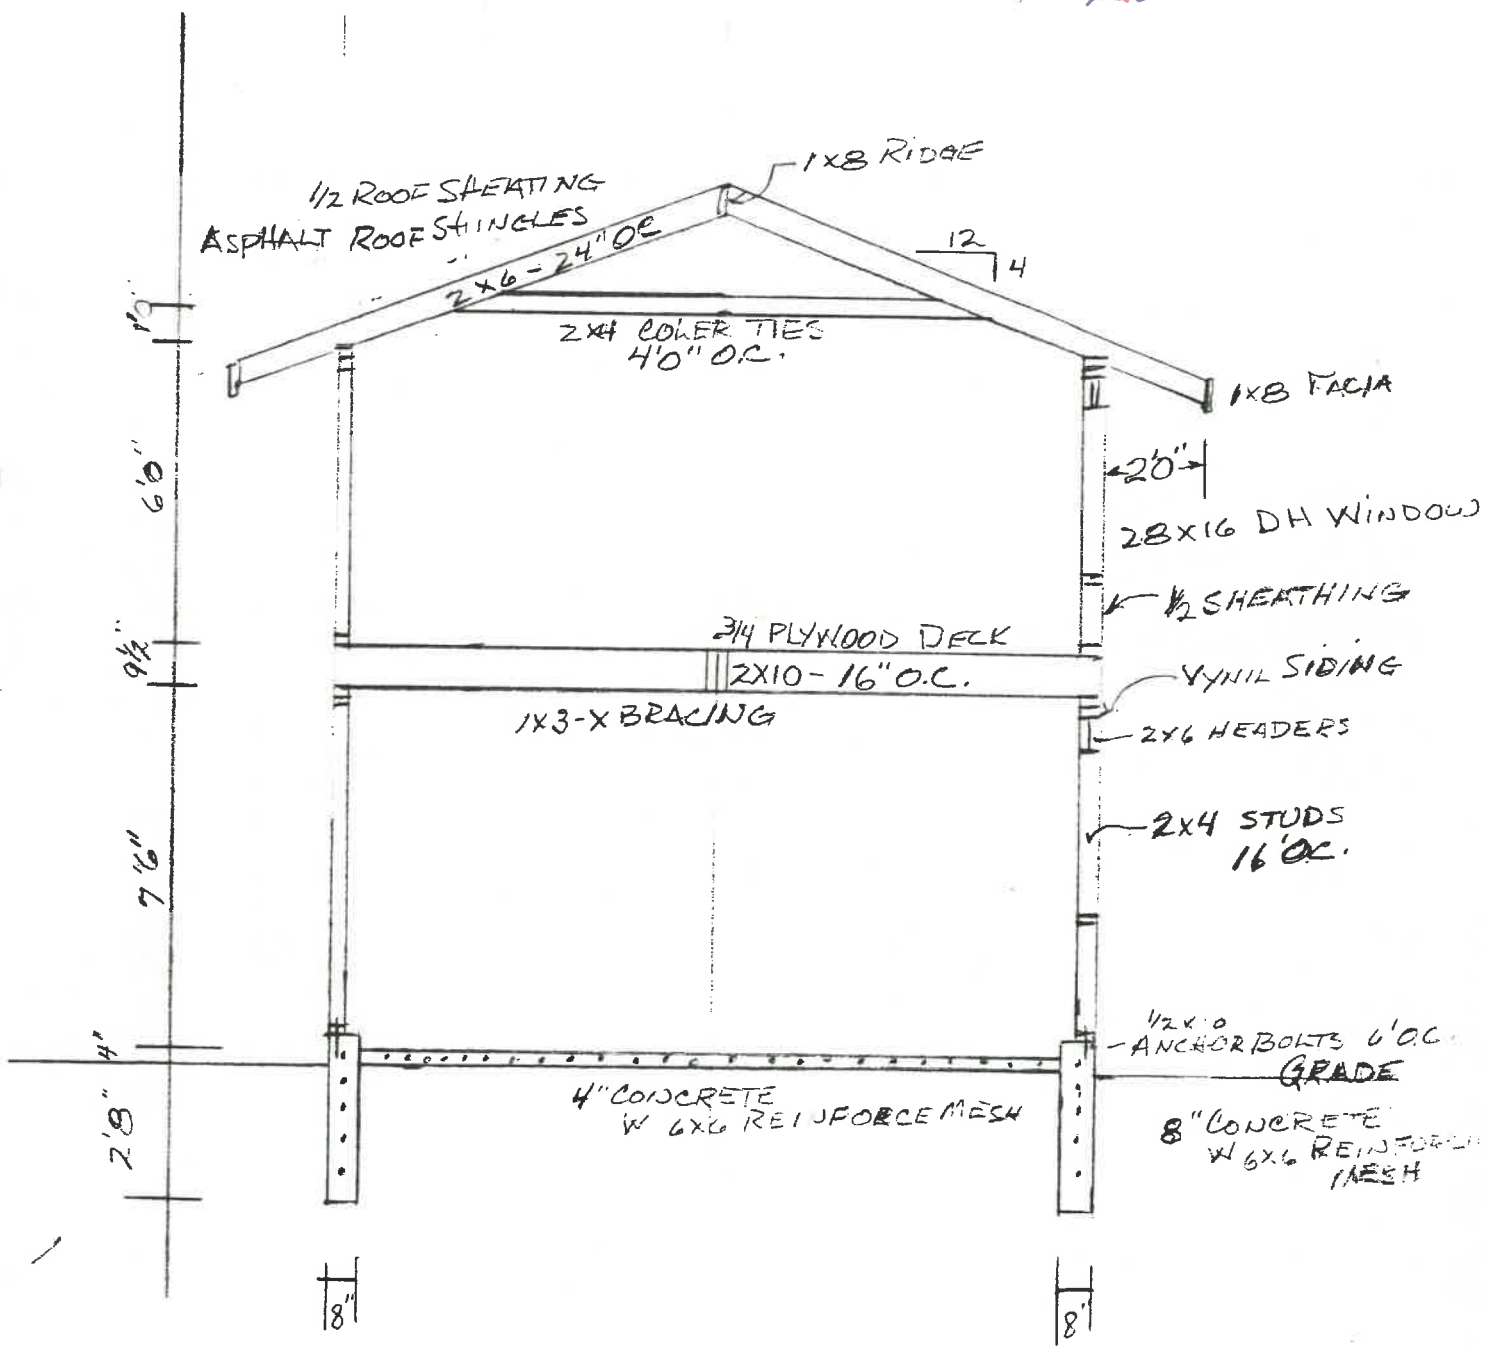 1X8 RIDGE
1/2 ROOF SHEATING
ASPHALT ROOF SHINGLES
2X6-24" OC
12
4
2X4 COLER TIES
4'0" O.C.
1X8 FACIA
2'0"
28X16 DH WINDOW
6'0"
1/2 SHEATHING
3/4 PLYWOOD DECK
9½"
2X10-16" O.C.
VYNIL SIDING
1X3-X BRACING
2X6 HEADERS
2X4 STUDS
16'OC.
7'6"
ANCHOR BOLTS 6'O.C.
4"
GRADE
4" CONCRETE
W 6X6 REINFORCE MESH
8" CONCRETE
W 6X6
MESH
2'8"
8"
8"